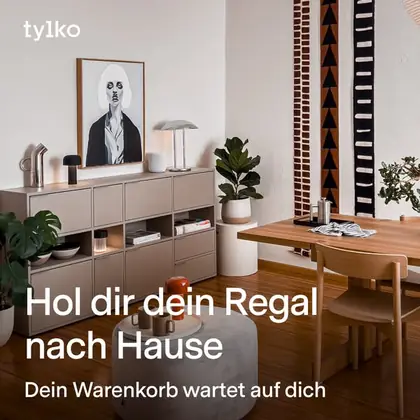 tylko
Hol dir dein Regal
nach Hause
Dein Warenkorb wartet auf dich